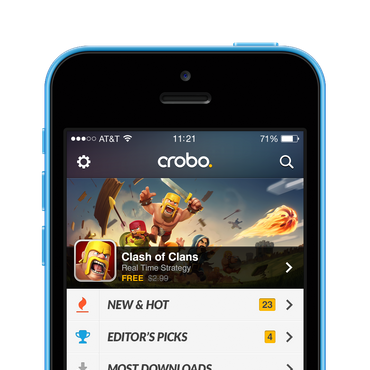 AT&T 11:21 71%
crobo.
Clash of Clans
Real Time Strategy
FREE $2.99
NEW & HOT 23
EDITOR'S PICKS 4
MOST DOWNLOADS